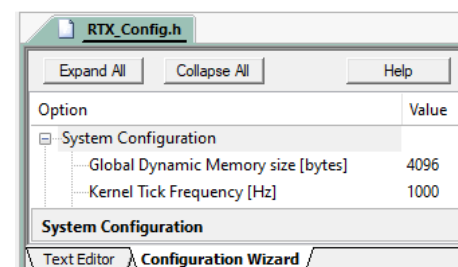 RTX_Config.h
Expand All Collapse All Help
Option Value
System Configuration
Global Dynamic Memory size [bytes] 4096
Kernel Tick Frequency [Hz] 1000
System Configuration
Text Editor Configuration Wizard